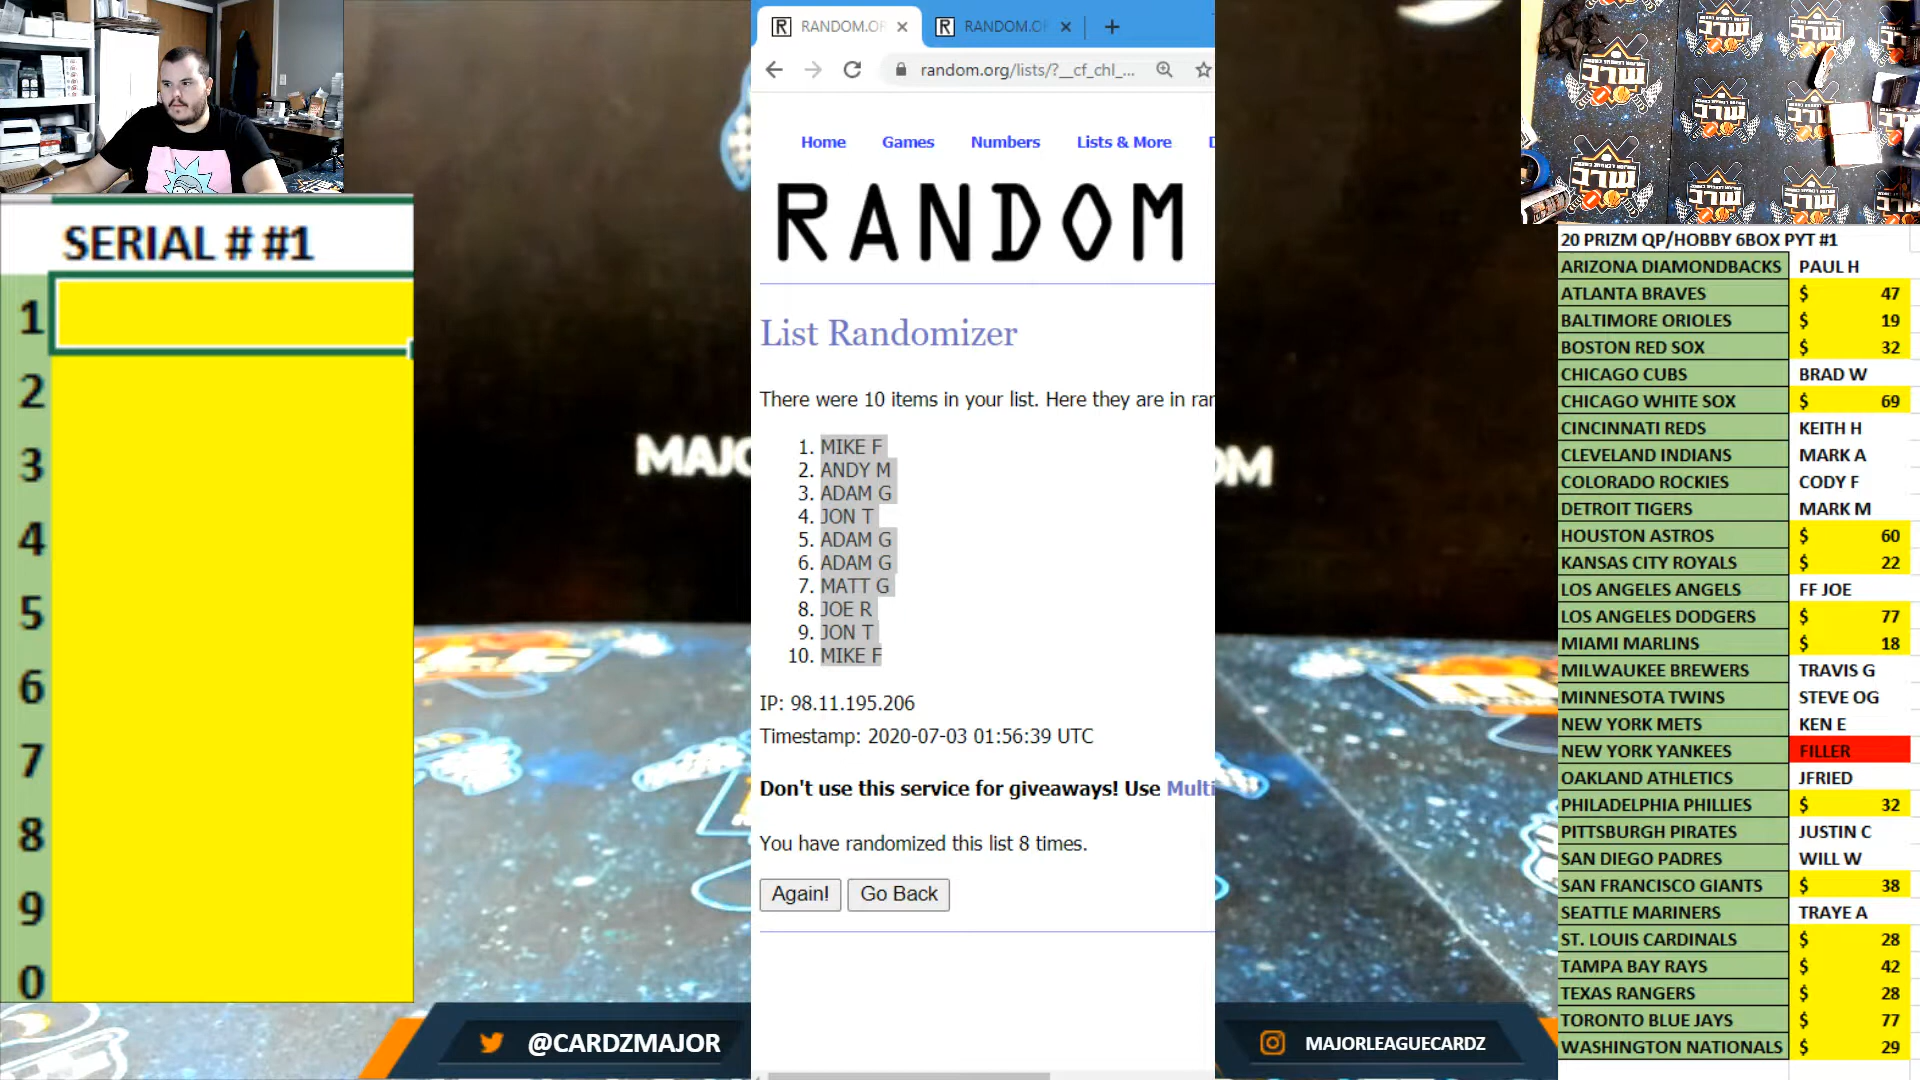 SERIAL # #1
1
2
3
4
5
6
7
8
9
0
RANDOM.OR
RANDOM.O
random.org/lists/?__cf_chl_...
Home
Games
Numbers
Lists & More
RANDOM
List Randomizer
There were 10 items in your list. Here they are in rar
1. MIKE F
2. ANDY M
3. ADAM G
4. JON T
5. ADAM G
6. ADAM G
7. MATT G
8. JOE R
9. JON T
10. MIKE F
IP: 98.11.195.206
Timestamp: 2020-07-03 01:56:39 UTC
Don't use this service for giveaways! Use Multi
You have randomized this list 8 times.
Again!
Go Back
MAJO
OM
@CARDZMAJOR
MAJORLEAGUECARDZ
20 PRIZM QP/HOBBY 6BOX PYT #1
ARIZONA DIAMONDBACKS PAUL H
ATLANTA BRAVES $ 47
BALTIMORE ORIOLES $ 19
BOSTON RED SOX $ 32
CHICAGO CUBS BRAD W
CHICAGO WHITE SOX $ 69
CINCINNATI REDS KEITH H
CLEVELAND INDIANS MARK A
COLORADO ROCKIES CODY F
DETROIT TIGERS MARK M
HOUSTON ASTROS $ 60
KANSAS CITY ROYALS $ 22
LOS ANGELES ANGELS FF JOE
LOS ANGELES DODGERS $ 77
MIAMI MARLINS $ 18
MILWAUKEE BREWERS TRAVIS G
MINNESOTA TWINS STEVE OG
NEW YORK METS KEN E
NEW YORK YANKEES FILLER
OAKLAND ATHLETICS JFRIED
PHILADELPHIA PHILLIES $ 32
PITTSBURGH PIRATES JUSTIN C
SAN DIEGO PADRES WILL W
SAN FRANCISCO GIANTS $ 38
SEATTLE MARINERS TRAYE A
ST. LOUIS CARDINALS $ 28
TAMPA BAY RAYS $ 42
TEXAS RANGERS $ 28
TORONTO BLUE JAYS $ 77
WASHINGTON NATIONALS $ 29